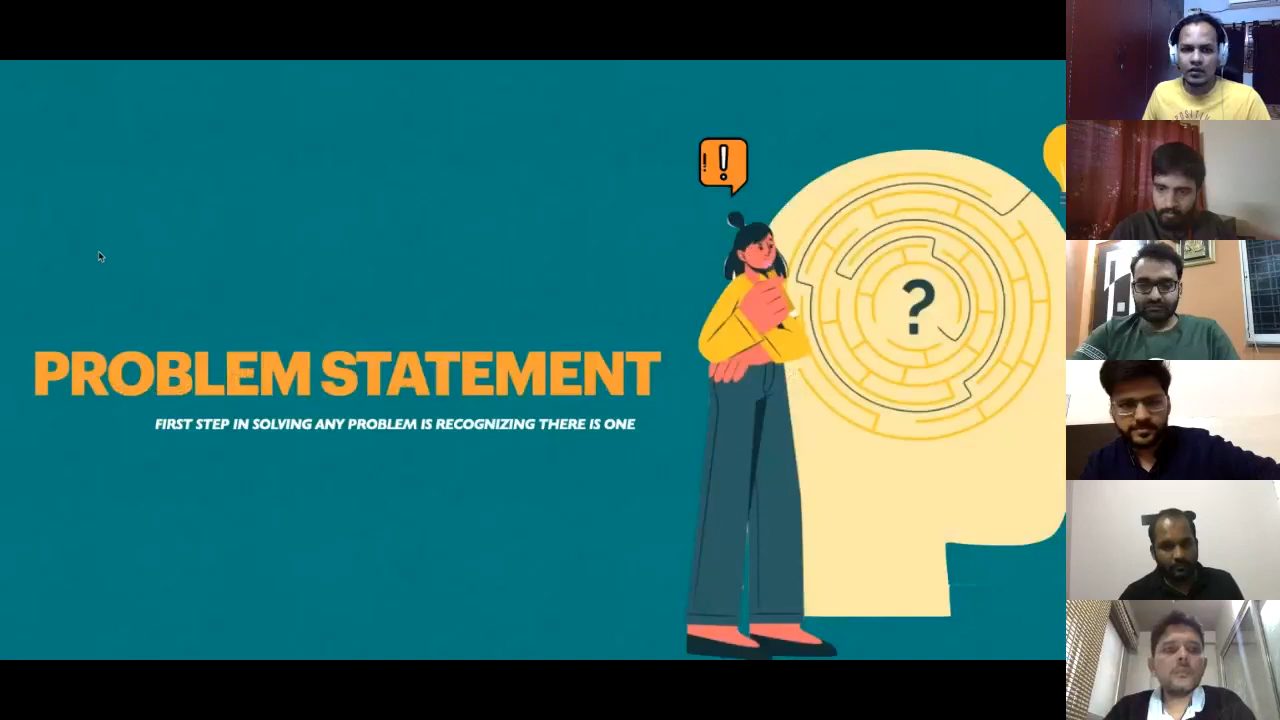 !
?
PROBLEM STATEMENT
FIRST STEP IN SOLVING ANY PROBLEM IS RECOGNIZING THERE IS ONE